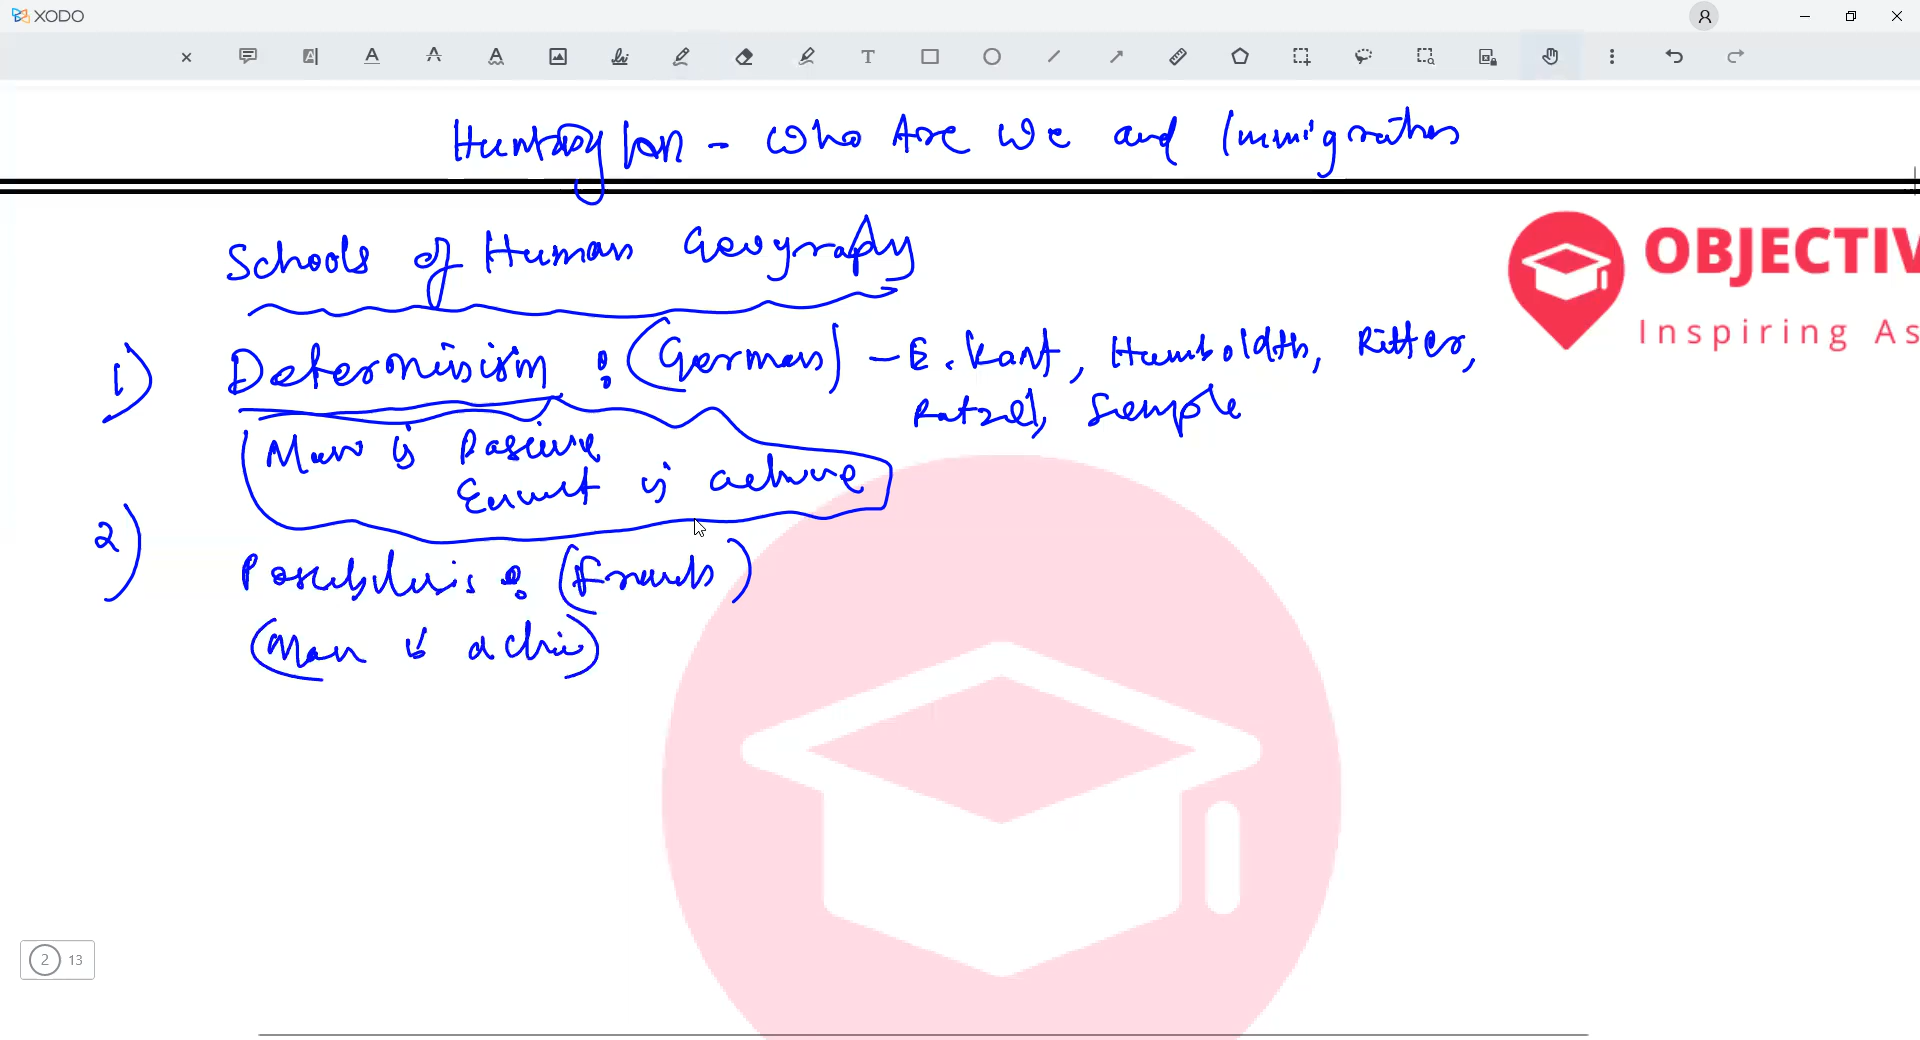 XODO
Huntington - Who Are We and Immigrations
Schools of Human Geography
OBJECTIV
Inspiring As
1) Determinism : (German) - E. Kant, Humboldth, Ritter,
Ratzel, Semple
Man is Passive
Envmt is active
2)
Possibilism : (French)
(Man is active)
2 13